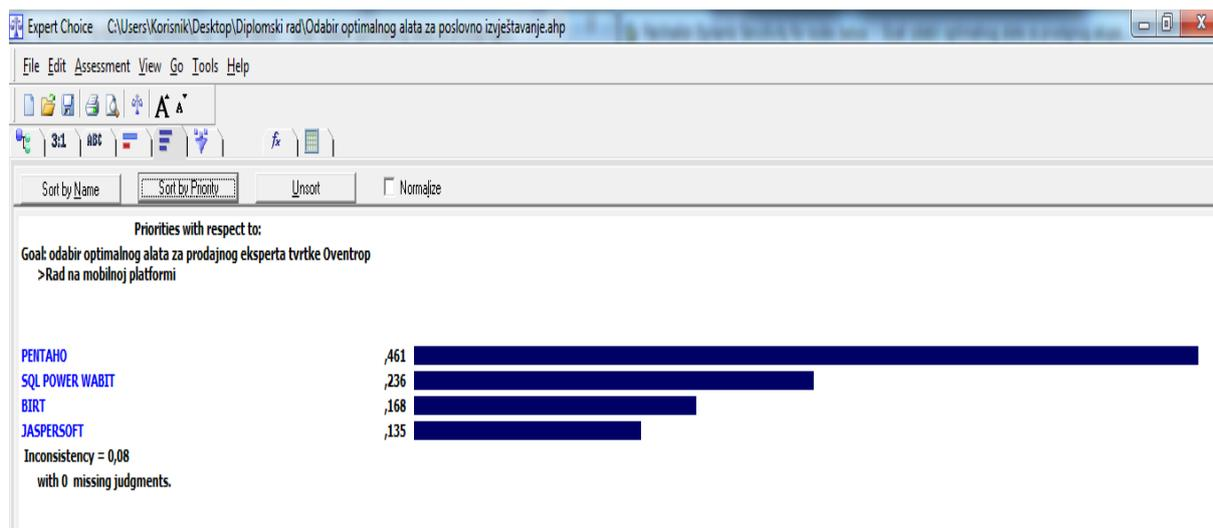 Expert Choice C:\Users\Korisnik\Desktop\Diplomski rad\Odabir optimalnog alata za poslovno izvještavanje.ahp
File Edit Assessment View Go Tools Help
A A
3:1 ABC fx
Sort by Name Sort by Priority Unsort Normalize
Priorities with respect to:
Goal: odabir optimalnog alata za prodajnog eksperta tvrtke Oventrop
>Rad na mobilnoj platformi
PENTAHO ,461
SQL POWER WABIT ,236
BIRT ,168
JASPERSOFT ,135
Inconsistency = 0,08
with 0 missing judgments.